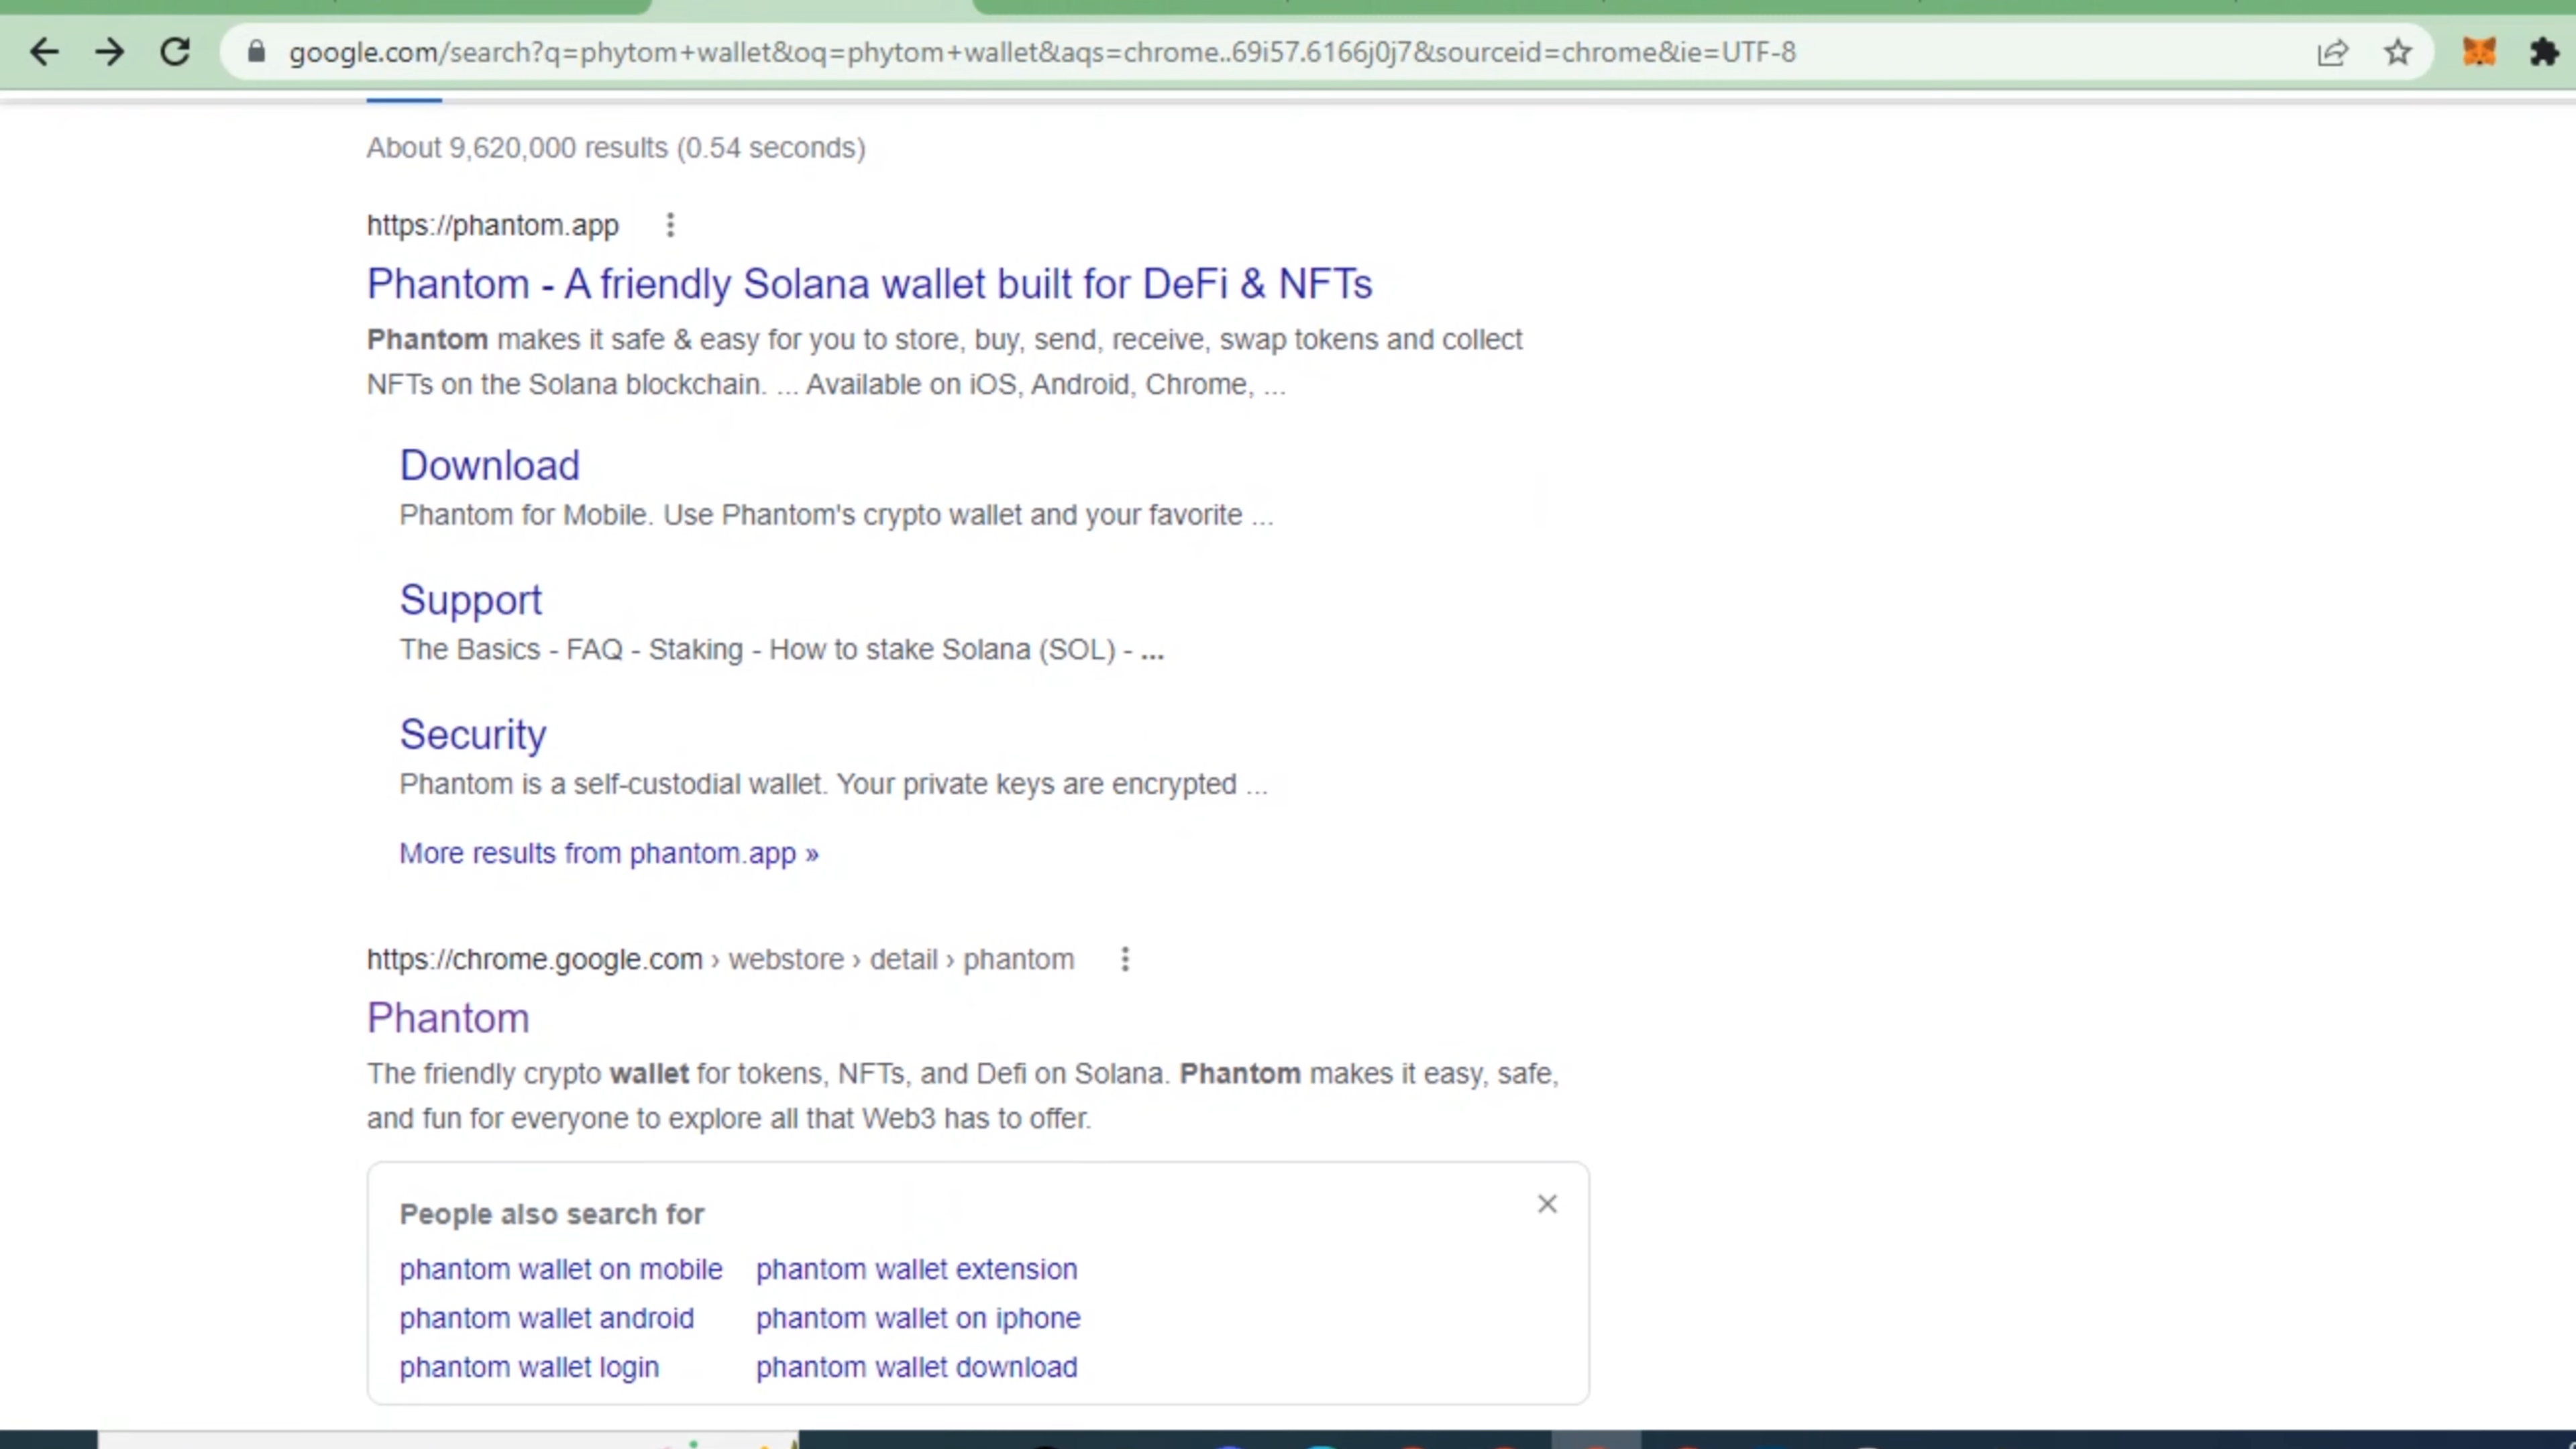 google.com/search?q=phytom+wallet&oq=phytom+wallet&aqs=chrome..69i57.6166j0j7&sourceid=chrome&ie=UTF-8
About 9,620,000 results (0.54 seconds)
https://phantom.app
Phantom - A friendly Solana wallet built for DeFi & NFTs
Phantom makes it safe & easy for you to store, buy, send, receive, swap tokens and collect
NFTs on the Solana blockchain. ... Available on iOS, Android, Chrome, ...
Download
Phantom for Mobile. Use Phantom's crypto wallet and your favorite ...
Support
The Basics - FAQ - Staking - How to stake Solana (SOL) - ...
Security
Phantom is a self-custodial wallet. Your private keys are encrypted ...
More results from phantom.app »
https://chrome.google.com › webstore › detail › phantom
Phantom
The friendly crypto wallet for tokens, NFTs, and Defi on Solana. Phantom makes it easy, safe,
and fun for everyone to explore all that Web3 has to offer.
People also search for
phantom wallet on mobile phantom wallet extension
phantom wallet android phantom wallet on iphone
phantom wallet login phantom wallet download